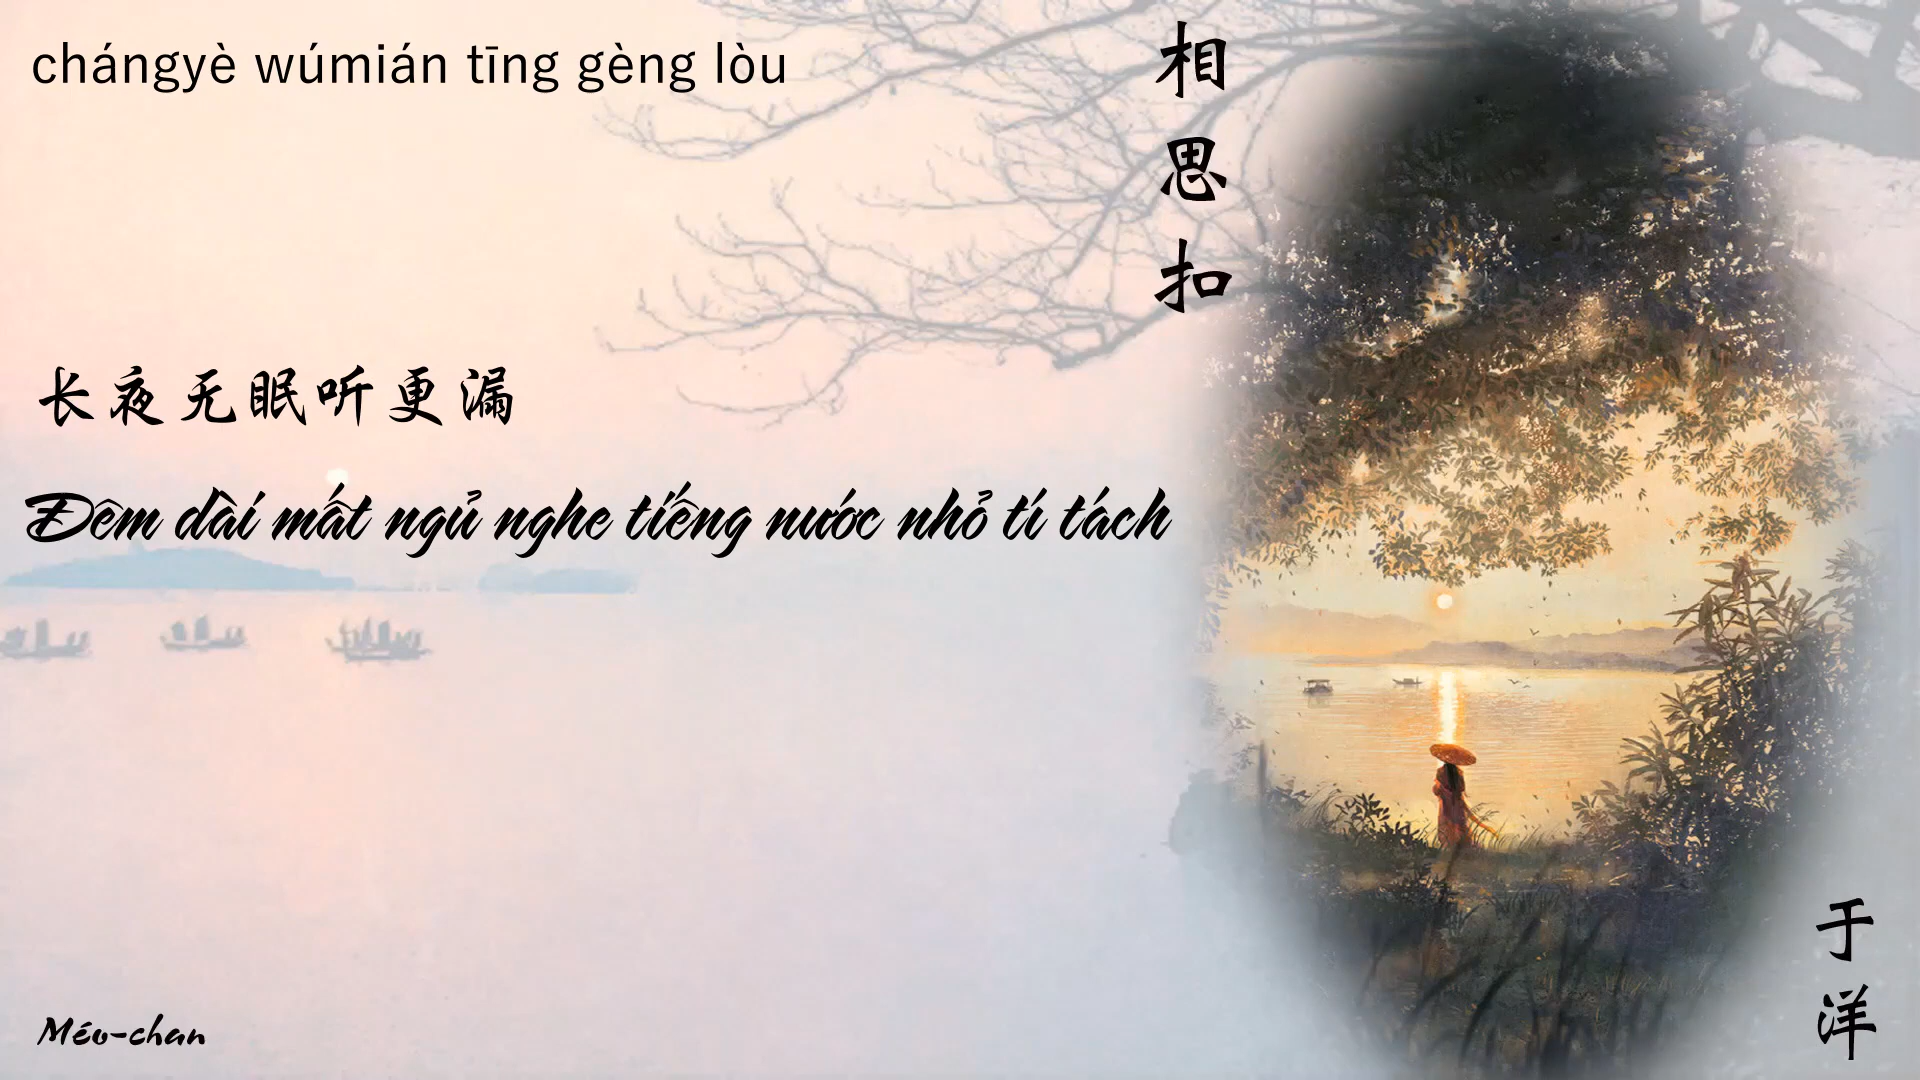 chángyè wúmián tīng gèng lòu
相思扣
长夜无眠听更漏
Đêm dài mất ngủ nghe tiếng nước nhỏ tí tách
于洋
Méo-chan